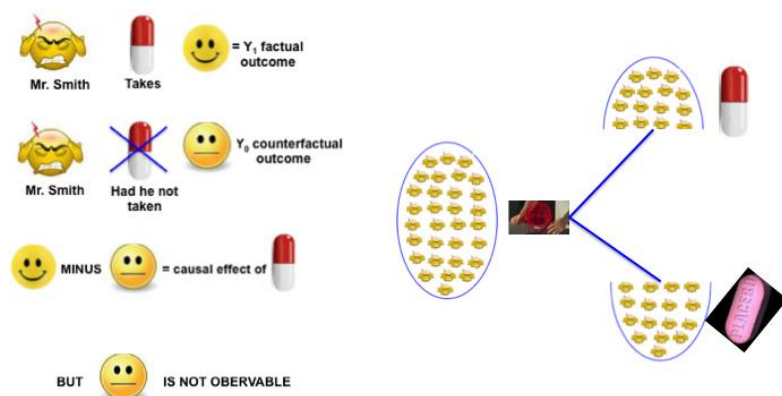 = Y₁ factual
outcome
Mr. Smith Takes
Y₀ counterfactual
outcome
Mr. Smith Had he not
taken
MINUS = causal effect of
BUT IS NOT OBERVABLE
PLACEBO